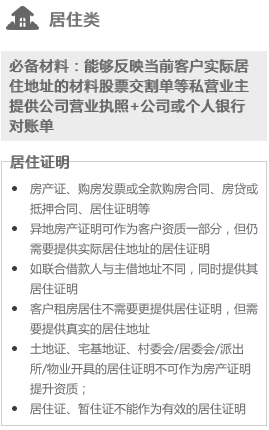 居住类
必备材料：能够反映当前客户实际居
住地址的材料股票交割单等私营业主
提供公司营业执照+公司或个人银行
对账单
居住证明
• 房产证、购房发票或全款购房合同、房贷或
抵押合同、居住证明等
• 异地房产证明可作为客户资质一部分，但仍
需要提供实际居住地址的居住证明
• 如联合借款人与主借地址不同，同时提供其
居住证明
• 客户租房居住不需要更提供居住证明，但需
要提供真实的居住地址
• 土地证、宅基地证、村委会/居委会/派出
所/物业开具的居住证明不可作为房产证明
提升资质；
• 居住证、暂住证不能作为有效的居住证明